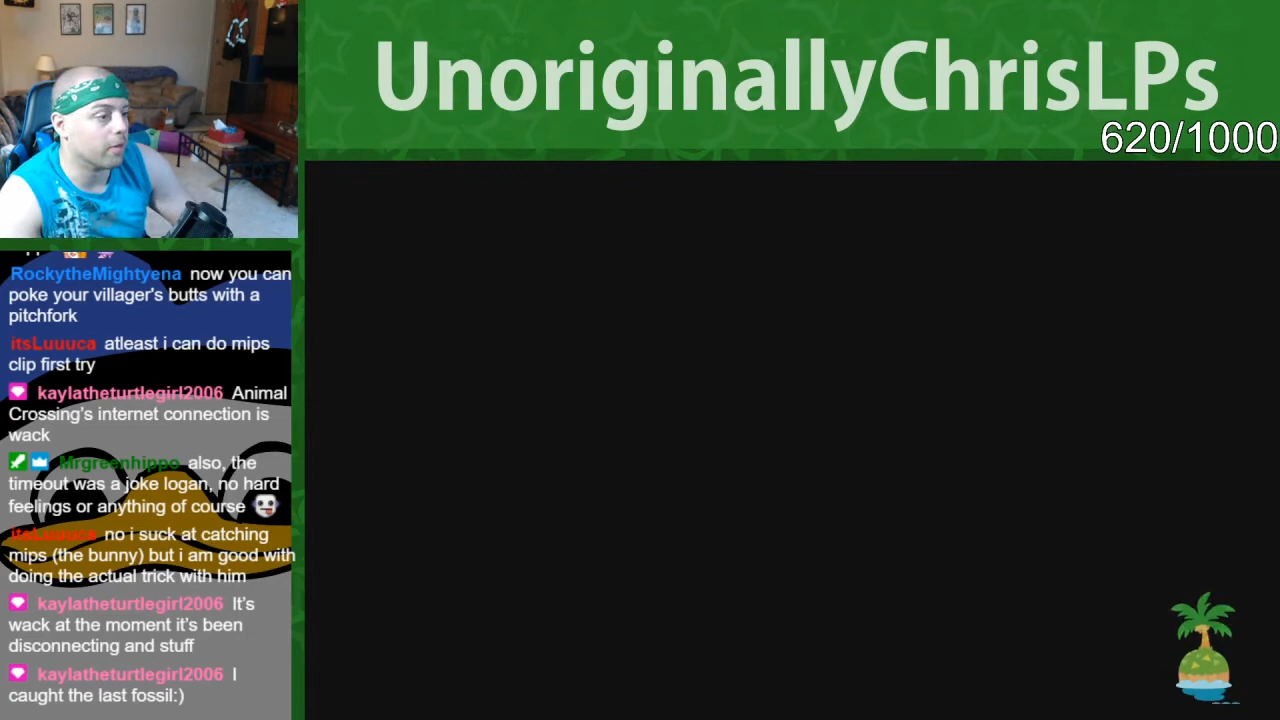 UnoriginallyChrisLPs
620/1000
RockytheMightyena now you can
poke your villager's butts with a
pitchfork
itsLuuuca atleast i can do mips
clip first try
kaylatheturtlegirl2006 Animal
Crossing's internet connection is
wack
Mrgreenhippo also, the
timeout was a joke logan, no hard
feelings or anything of course
itsLuuuca no i suck at catching
mips (the bunny) but i am good with
doing the actual trick with him
kaylatheturtlegirl2006 It's
wack at the moment it's been
disconnecting and stuff
kaylatheturtlegirl2006 I
caught the last fossil:)